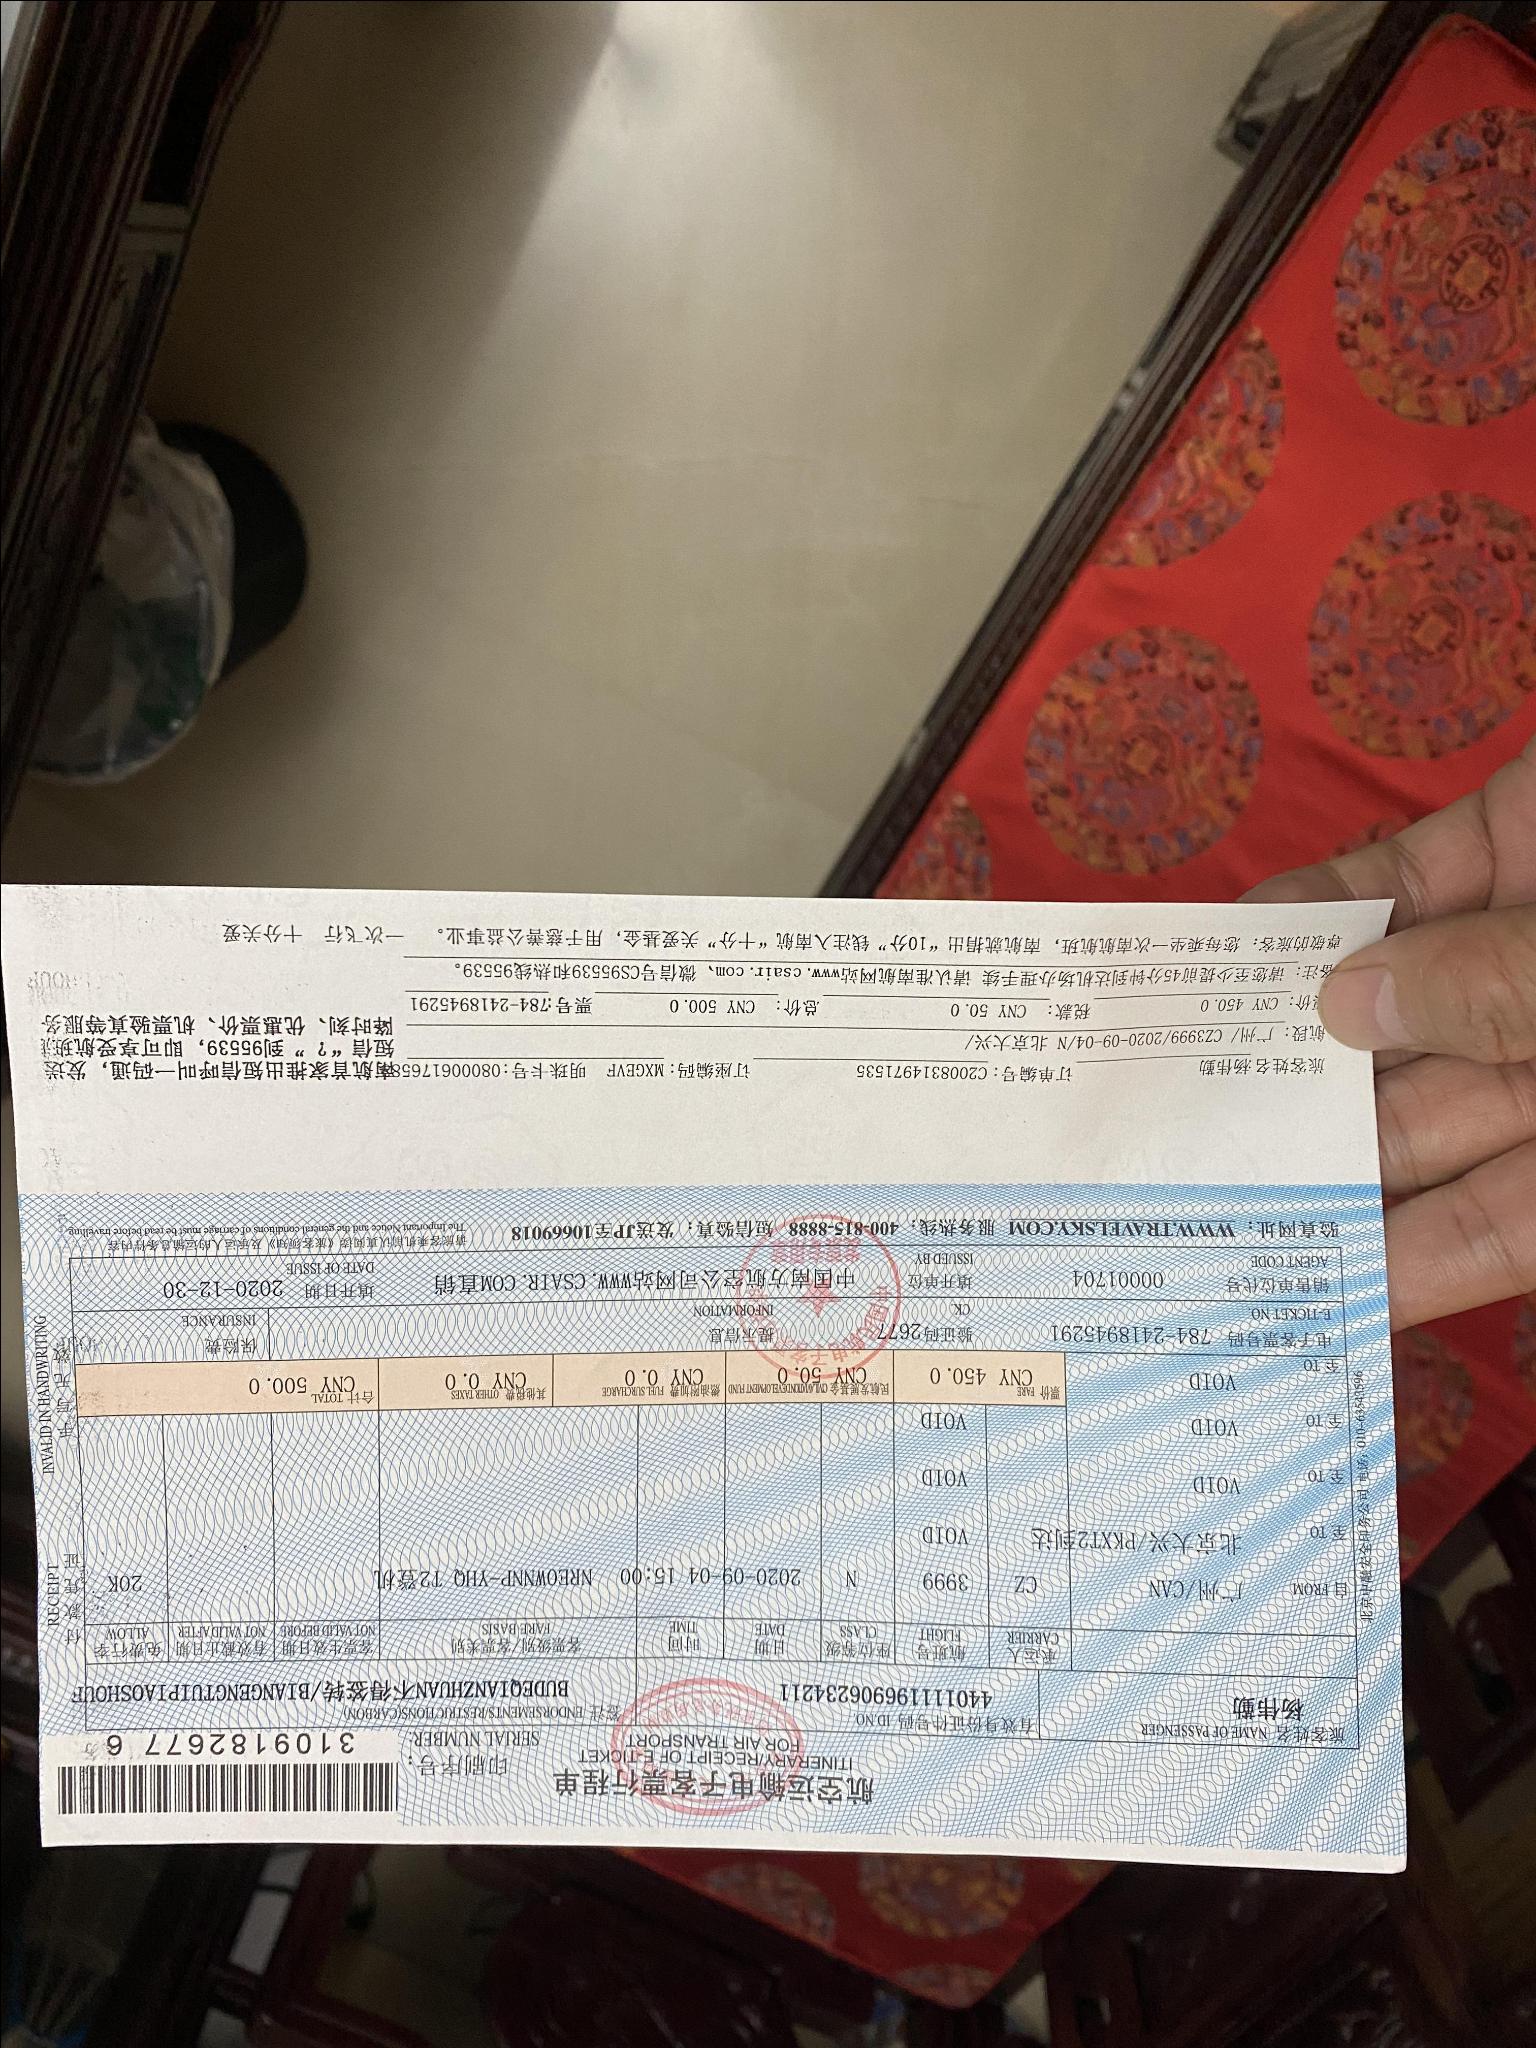 航空运输电子客票行程单
ITINERARY/RECEIPT OF E-TICKET
FOR AIR TRANSPORT
印刷序号:
SERIAL NUMBER:
3109182677 6
旅客姓名 NAME OF PASSENGER
杨伟勤
有效身份证件号码 ID.NO
440111196906234211
签注 ENDORSEMENTS/RESTRICTIONS(CARBON)
BUDEQIANZHUAN不得签转/BIANGENGTUIPIAOSHOUF
承运人 CARRIER
航班号 FLIGHT
座位等级 CLASS
日期 DATE
时间 TIME
客票级别/客票类别 FARE BASIS
客票生效日期 NOT VALID BEFORE
有效截止日期 NOT VALID AFTER
免费行李 ALLOW
自 FROM 广州/CAN CZ 3999 N 2020-09-04 15:00 NREOWNNP-YHQ T2登机 20K
至 TO 北京大兴/PKXT2到达 VOID
至 TO VOID VOID
至 TO VOID VOID
至 TO VOID
票价 FARE CNY 450.0
民航发展基金 CIVIL AVIATION DEVELOPMENT FUND CNY 50.0
燃油附加费 FUEL SURCHARGE CNY 0.0
其他税费 OTHER TAXES CNY 0.0
合计 TOTAL CNY 500.0
电子客票号码 784-2418945291 验证码 2677 提示信息 保险费
E-TICKET NO. CK INFORMATION INSURANCE
销售单位代号 00001704 填开单位 中国南方航空公司网站WWW.CSAIR.COM直销 填开日期 2020-12-30
AGENT CODE ISSUED BY DATE OF ISSUE
验真网址：WWW.TRAVELSKY.COM 服务热线：400-815-8888 短信验真：发送JP至10669018
请旅客乘机前认真阅读《旅客须知》及承运人的运输总条件内容
The Important Notice and the general conditions of carriage must be read before travelling
付款凭证 手写无效
RECEIPT INVALID IN HANDWRITING
旅客姓名:杨伟勤 订单编号:C2008314971535 订座编码:MXGEVF 明珠卡号:080006176558
航段: 广州/ CZ3999/2020-09-04/N 北京大兴/
价: CNY 450.0 税款: CNY 50.0 总价: CNY 500.0 票号:784-2418945291
备注: 请您至少提前45分钟到达机场办理手续 请认准南航网站www.csair.com、微信号CS95539和热线95539。
尊敬的旅客：您每乘坐一次南航航班，南航就捐出“10分”钱注入南航“十分”关爱基金，用于慈善公益事业。 一次飞行 十分关爱
南航首家推出短信呼叫一码通，发送
短信“？”到95539，即可享受航班
降时刻、优惠票价、机票验真等服务